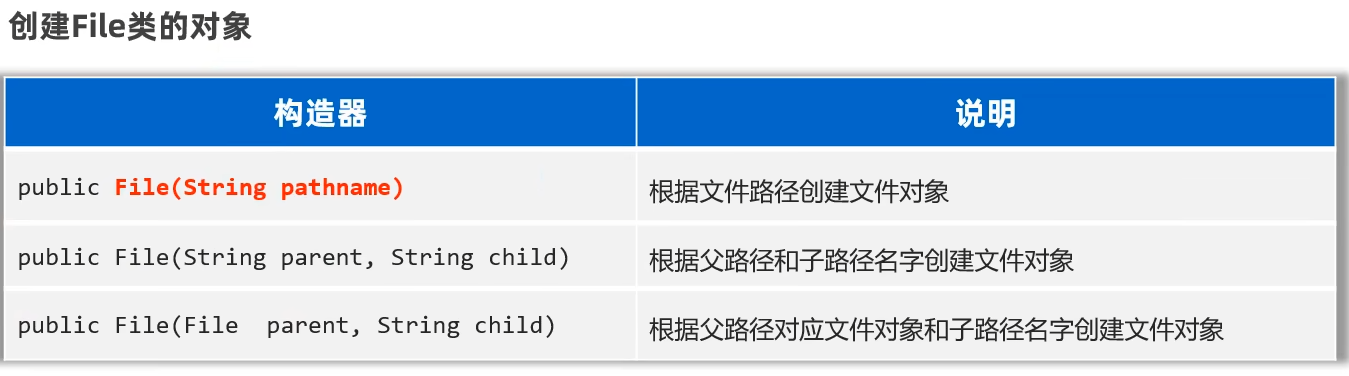 创建File类的对象
构造器 说明
public File(String pathname) 根据文件路径创建文件对象
public File(String parent, String child) 根据父路径和子路径名字创建文件对象
public File(File  parent, String child) 根据父路径对应文件对象和子路径名字创建文件对象